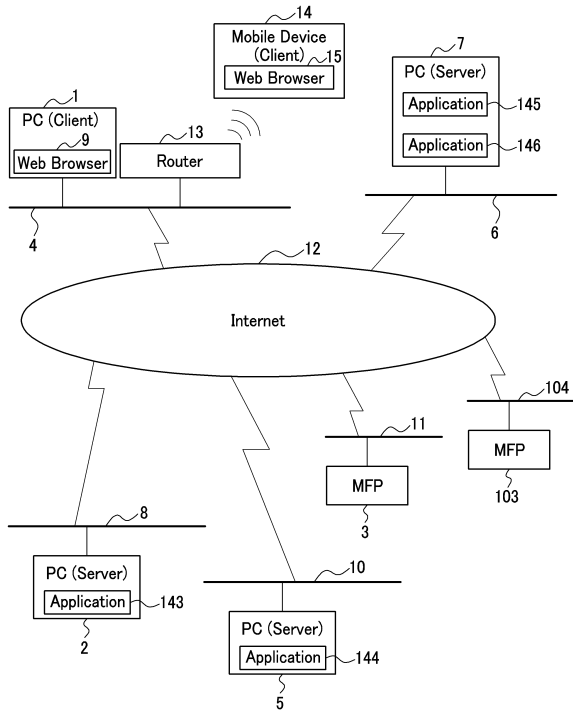 14
Mobile Device
(Client)
15
Web Browser
7
PC (Server)
Application
145
Application
146
6
1
PC (Client)
9
Web Browser
13
Router
4
12
Internet
104
MFP
103
11
MFP
3
8
PC (Server)
Application
143
2
10
PC (Server)
Application
144
5